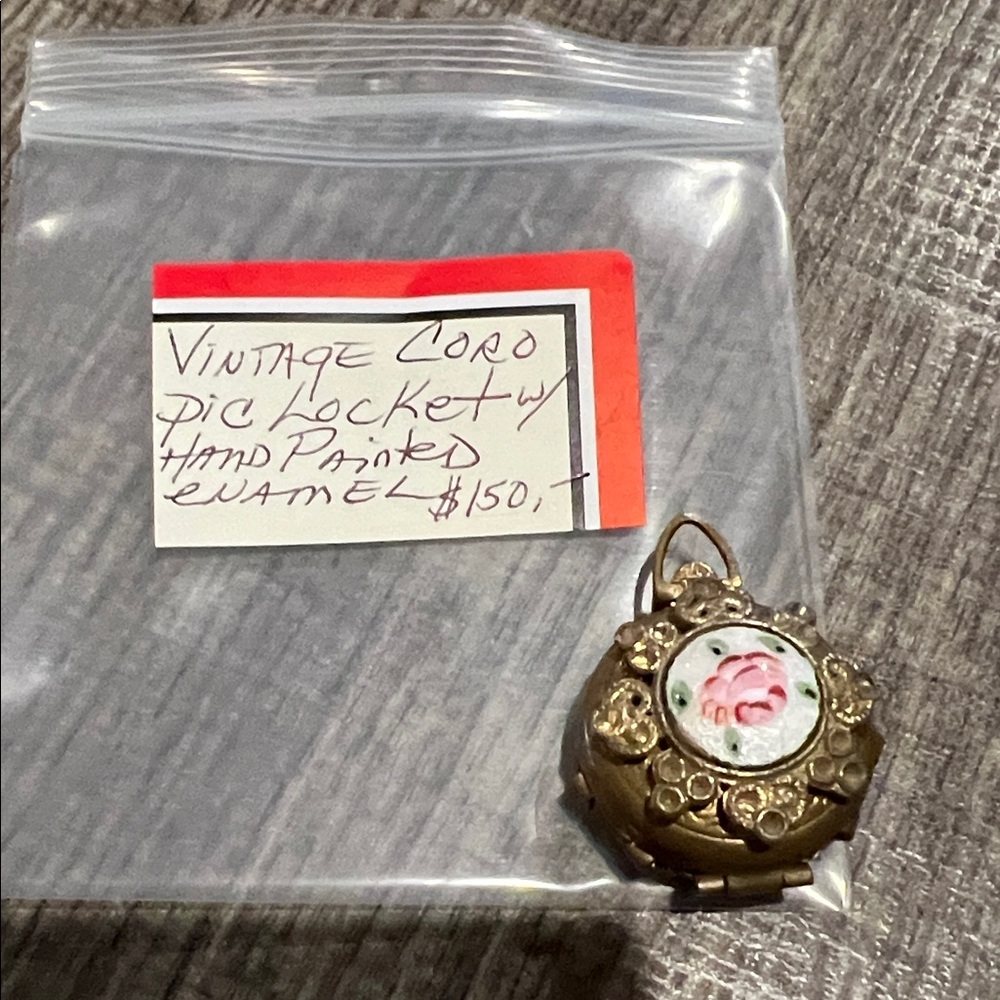 VINTAGE CORO
pic Locket w/
HAND PAINTED
ENAMEL $150,-